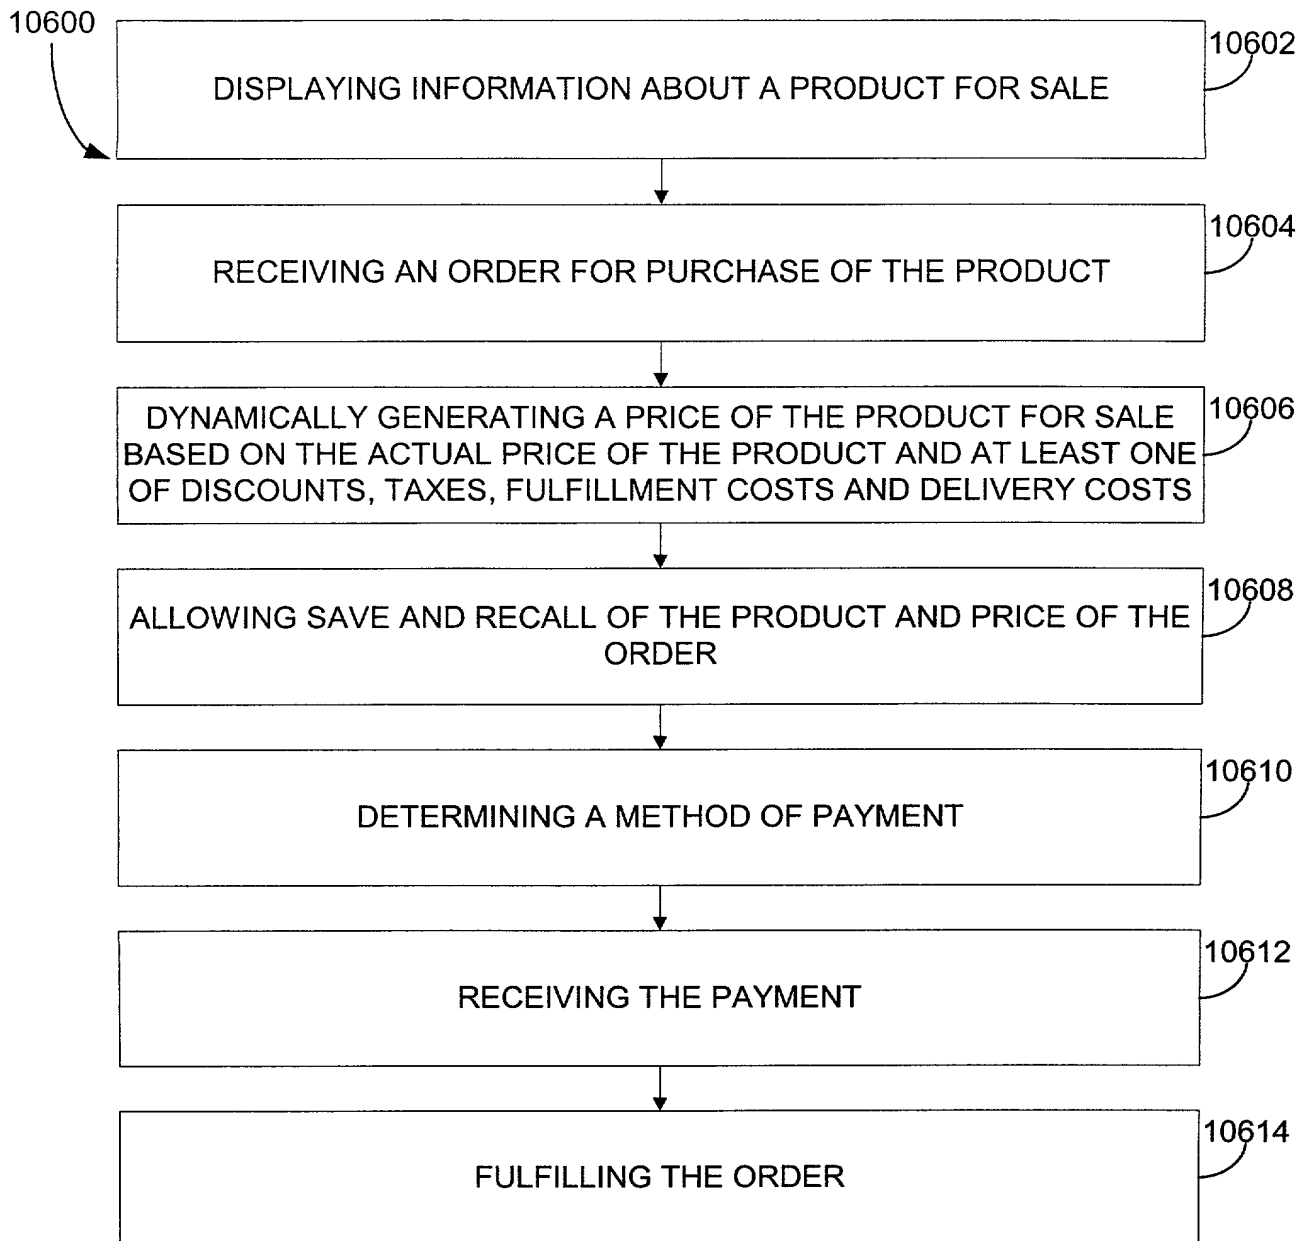 10600
10602
DISPLAYING INFORMATION ABOUT A PRODUCT FOR SALE
10604
RECEIVING AN ORDER FOR PURCHASE OF THE PRODUCT
10606
DYNAMICALLY GENERATING A PRICE OF THE PRODUCT FOR SALE
BASED ON THE ACTUAL PRICE OF THE PRODUCT AND AT LEAST ONE
OF DISCOUNTS, TAXES, FULFILLMENT COSTS AND DELIVERY COSTS
10608
ALLOWING SAVE AND RECALL OF THE PRODUCT AND PRICE OF THE
ORDER
10610
DETERMINING A METHOD OF PAYMENT
10612
RECEIVING THE PAYMENT
10614
FULFILLING THE ORDER